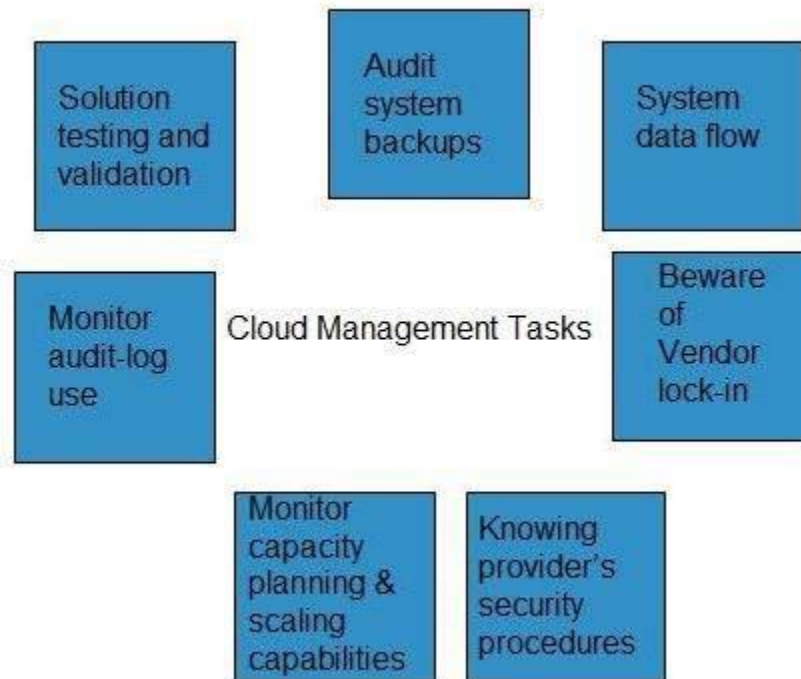 Solution
testing and
validation
Audit
system
backups
System
data flow
Monitor
audit-log
use
Cloud Management Tasks
Beware
of
Vendor
lock-in
Monitor
capacity
planning &
scaling
capabilities
Knowing
provider's
security
procedures